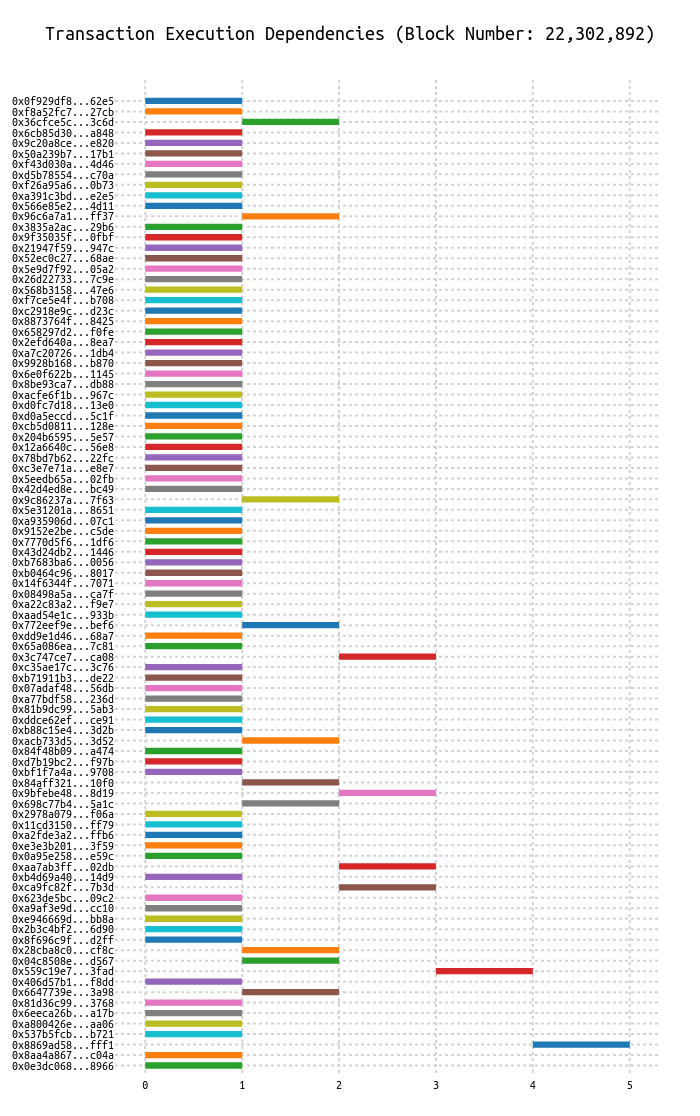 Transaction Execution Dependencies (Block Number: 22,302,892)
0x0f929df8...62e5
0xf8a52fc7...27cb
0x36cfce5c...3c6d
0x6cb85d30...a848
0x9c20a8ce...e820
0x50a239b7...17b1
0xf43d030a...4d46
0xd5b78554...c70a
0xf26a95a6...0b73
0xa391c3bd...e2e5
0x566e85e2...4d11
0x96c6a7a1...ff37
0x3835a2ac...29b6
0x9f35035f...0fbf
0x21947f59...947c
0x52ec0c27...68ae
0x5e9d7f92...05a2
0x26d22733...7c9e
0x568b3158...47e6
0xf7ce5e4f...b708
0xc2918e9c...d23c
0x8873764f...8425
0x658297d2...f0fe
0x2efd640a...8ea7
0xa7c20726...1db4
0x9928b168...b870
0x6e0f622b...1145
0x8be93ca7...db88
0xacfe6f1b...967c
0xd0fc7d18...13e0
0xd0a5eccd...5c1f
0xcb5d0811...128e
0x204b6595...5e57
0x12a6640c...56e8
0x78bd7b62...22fc
0xc3e7e71a...e8e7
0x5eedb65a...02fb
0x42d4ed8e...bc49
0x9c86237a...7f63
0x5e31201a...8651
0xa935906d...07c1
0x9152e2be...c5de
0x7770d5f6...1df6
0x43d24db2...1446
0xb7683ba6...0056
0xb0464c96...8017
0x14f6344f...7071
0x08498a5a...ca7f
0xa22c83a2...f9e7
0xaad54e1c...933b
0x772eef9e...bef6
0xdd9e1d46...68a7
0x65a086ea...7c81
0x3c747ce7...ca08
0xc35ae17c...3c76
0xb71911b3...de22
0x07adaf48...56db
0xa77bdf58...236d
0x81b9dc99...5ab3
0xddce62ef...ce91
0xb88c15e4...3d2b
0xacb733d5...3d52
0x84f48b09...a474
0xd7b19bc2...f97b
0xbf1f7a4a...9708
0x84aff321...10f0
0x9bfebe48...8d19
0x698c77b4...5a1c
0x2978a079...f06a
0x11cd3150...ff79
0xa2fde3a2...ffb6
0xe3e3b201...3f59
0x0a95e258...e59c
0xaa7ab3ff...02db
0xb4d69a40...14d9
0xca9fc82f...7b3d
0x623de5bc...09c2
0xa9af3e9d...cc10
0xe946669d...bb8a
0x2b3c4bf2...6d90
0x8f696c9f...d2ff
0x28cba8c0...cf8c
0x04c8508e...d567
0x559c19e7...3fad
0x406d57b1...f8dd
0x6647739e...3a98
0x81d36c99...3768
0x6eeca26b...a17b
0xa800426e...aa06
0x537b5fcb...b721
0x8869ad58...fff1
0x8aa4a867...c04a
0x0e3dc068...8966
0 1 2 3 4 5